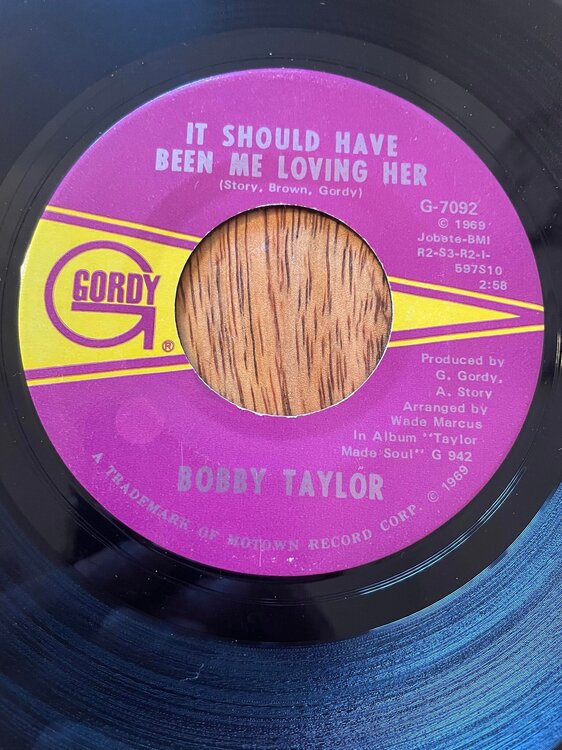 IT SHOULD HAVE
BEEN ME LOVING HER
(Story, Brown, Gordy)
G-7092
© 1969
Jobete-BMI
R2-S3-R2-I-
597S10
2:58
GORDY
®
Produced by
G. Gordy,
A. Story
Arranged by
Wade Marcus
In Album "Taylor
Made Soul" G 942
BOBBY TAYLOR
A TRADEMARK OF MOTOWN RECORD CORP. © 1969